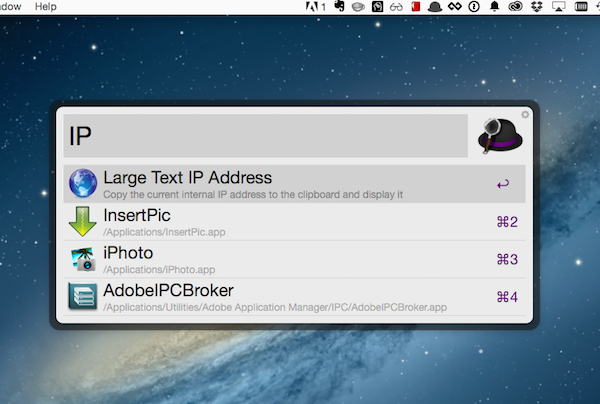 ndow Help
1
IP
Large Text IP Address
Copy the current internal IP address to the clipboard and display it
↩
InsertPic
/Applications/InsertPic.app
⌘2
iPhoto
/Applications/iPhoto.app
⌘3
AdobeIPCBroker
/Applications/Utilities/Adobe Application Manager/IPC/AdobeIPCBroker.app
⌘4